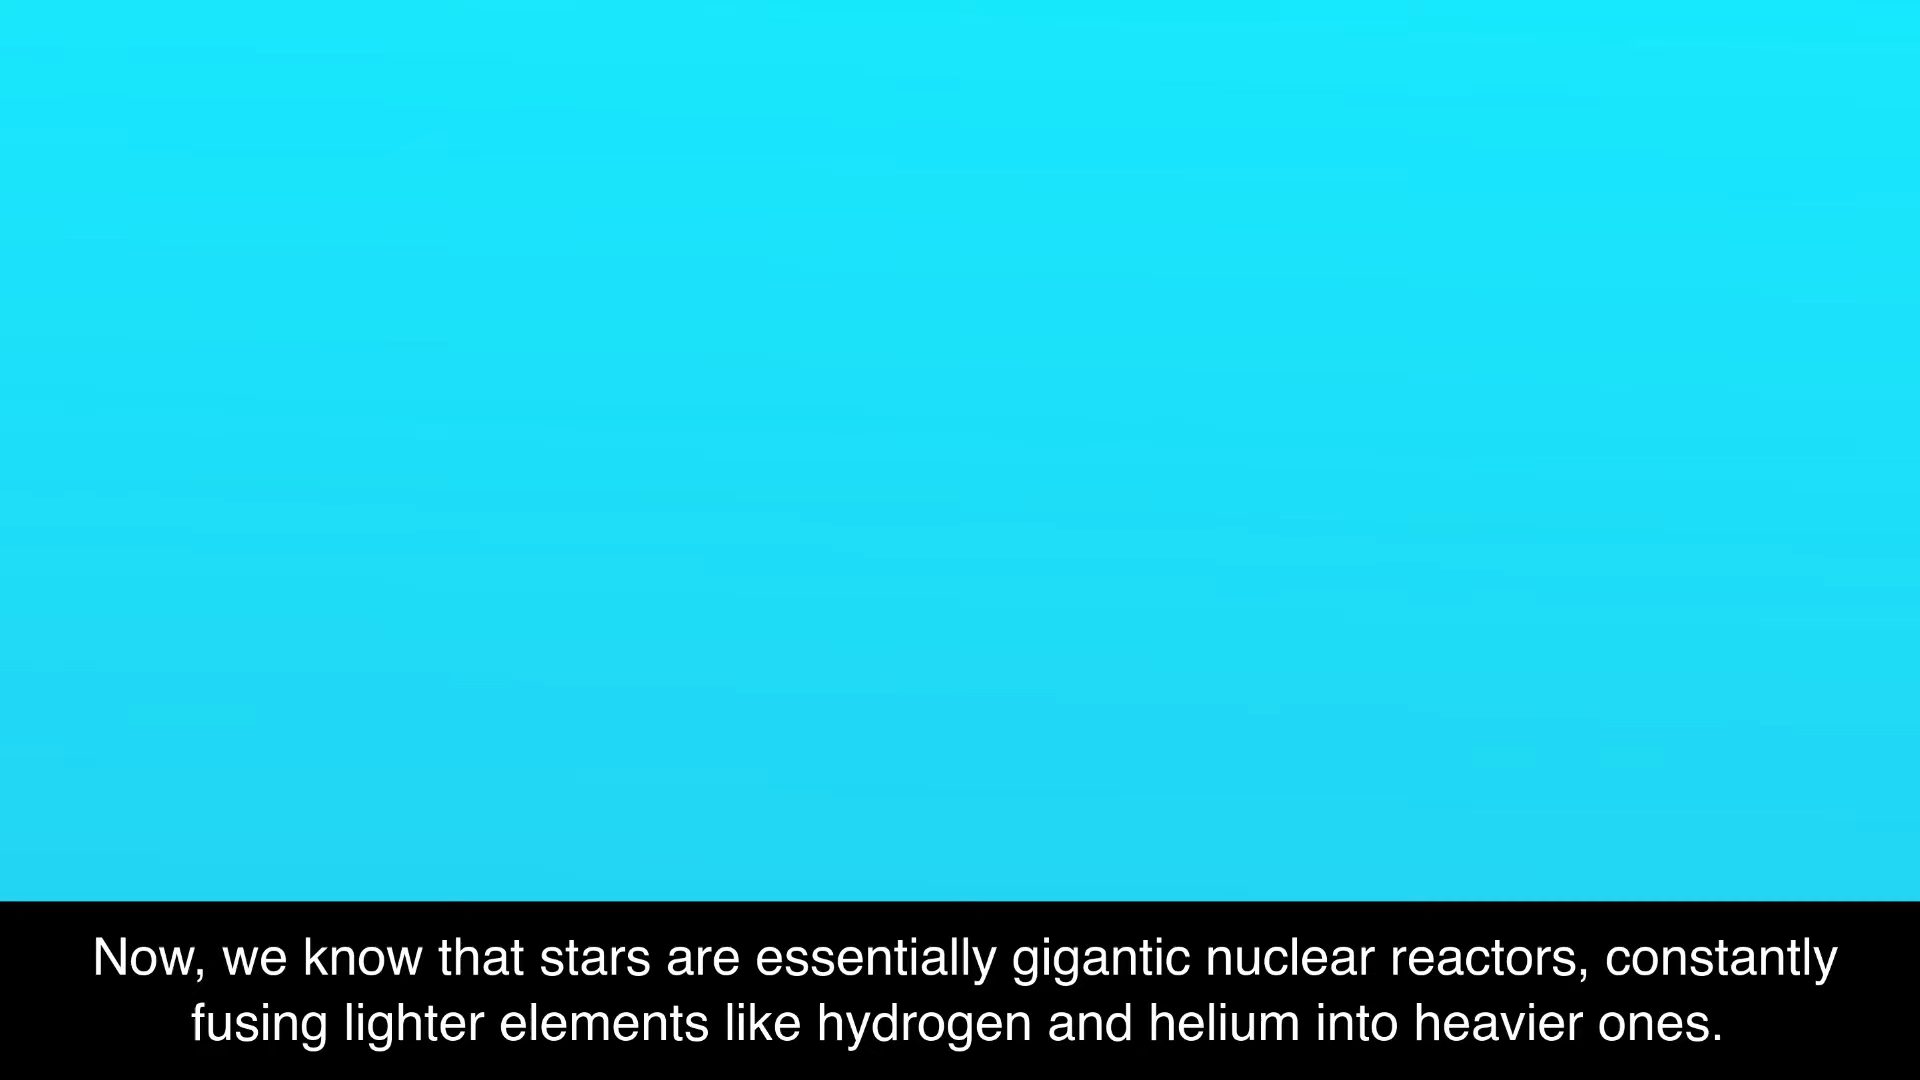 Now, we know that stars are essentially gigantic nuclear reactors, constantly
fusing lighter elements like hydrogen and helium into heavier ones.